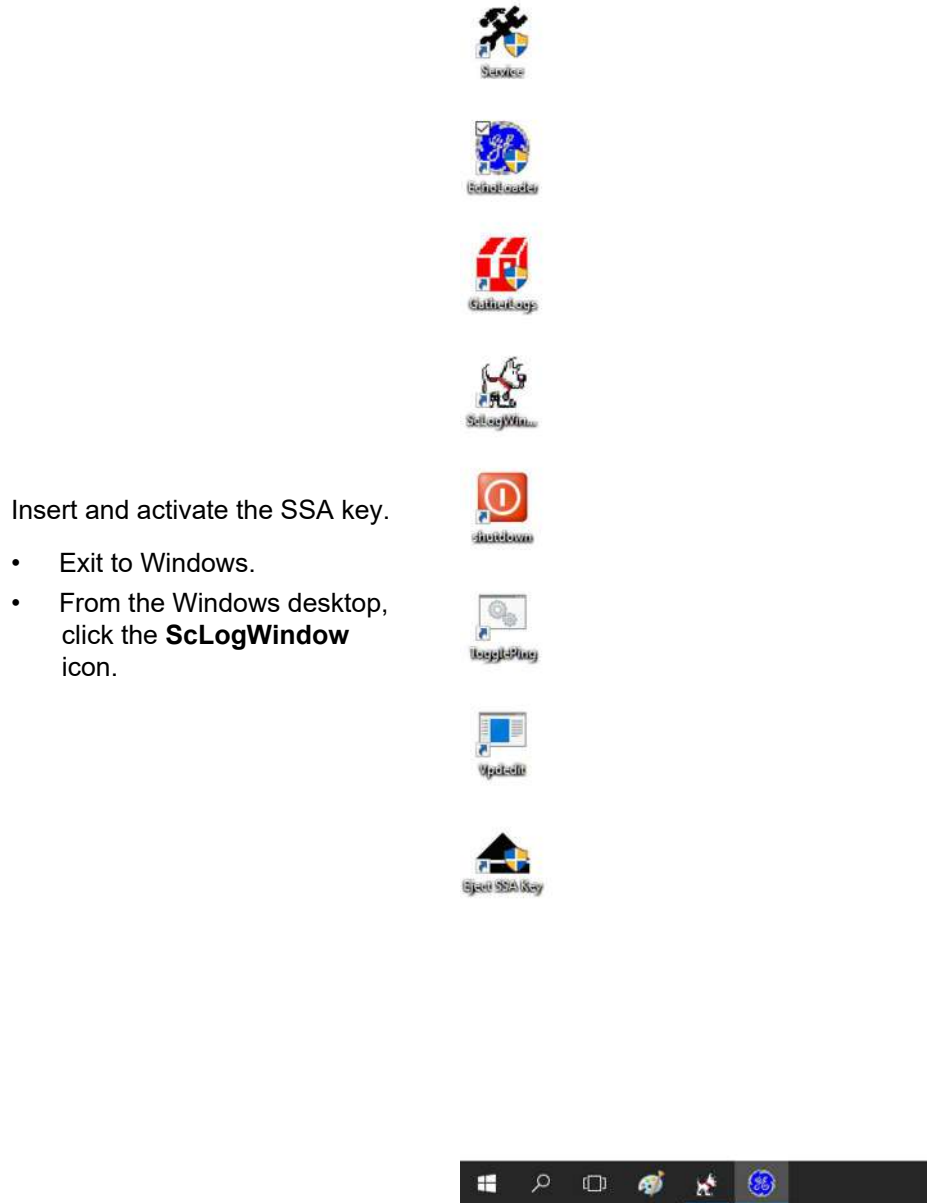 Service
EchoLoader
GatherLogs
ScLogWin...
Insert and activate the SSA key.
• Exit to Windows.
• From the Windows desktop,
click the ScLogWindow
icon.
shutdown
TogglePing
Vpdedit
Eject SSA Key